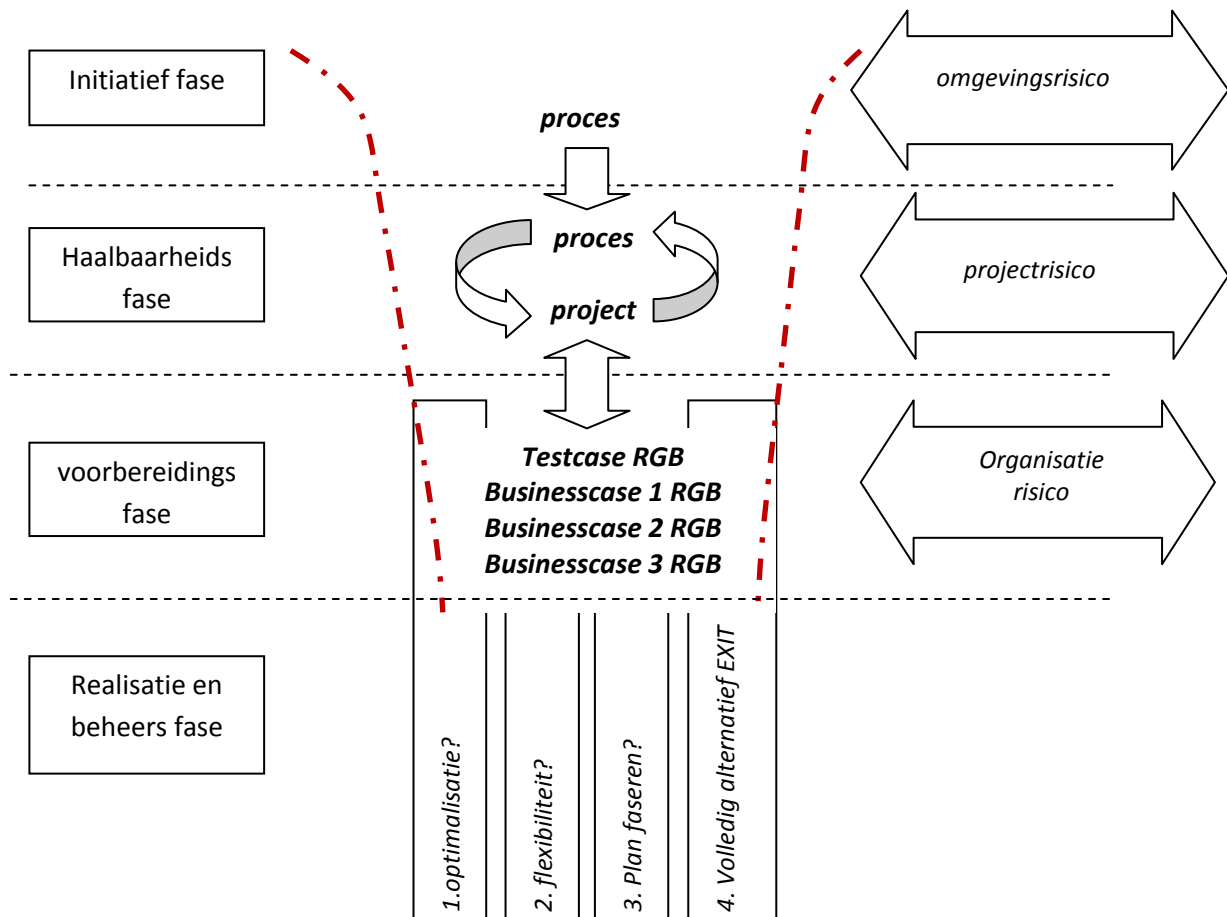 Initiatief fase
proces
omgevingsrisico
Haalbaarheids
fase
proces
project
projectrisico
voorbereidings
fase
Testcase RGB
Businesscase 1 RGB
Businesscase 2 RGB
Businesscase 3 RGB
Organisatie
risico
Realisatie en
beheers fase
1.optimalisatie?
2. flexibiliteit?
3. Plan faseren?
4. Volledig alternatief EXIT